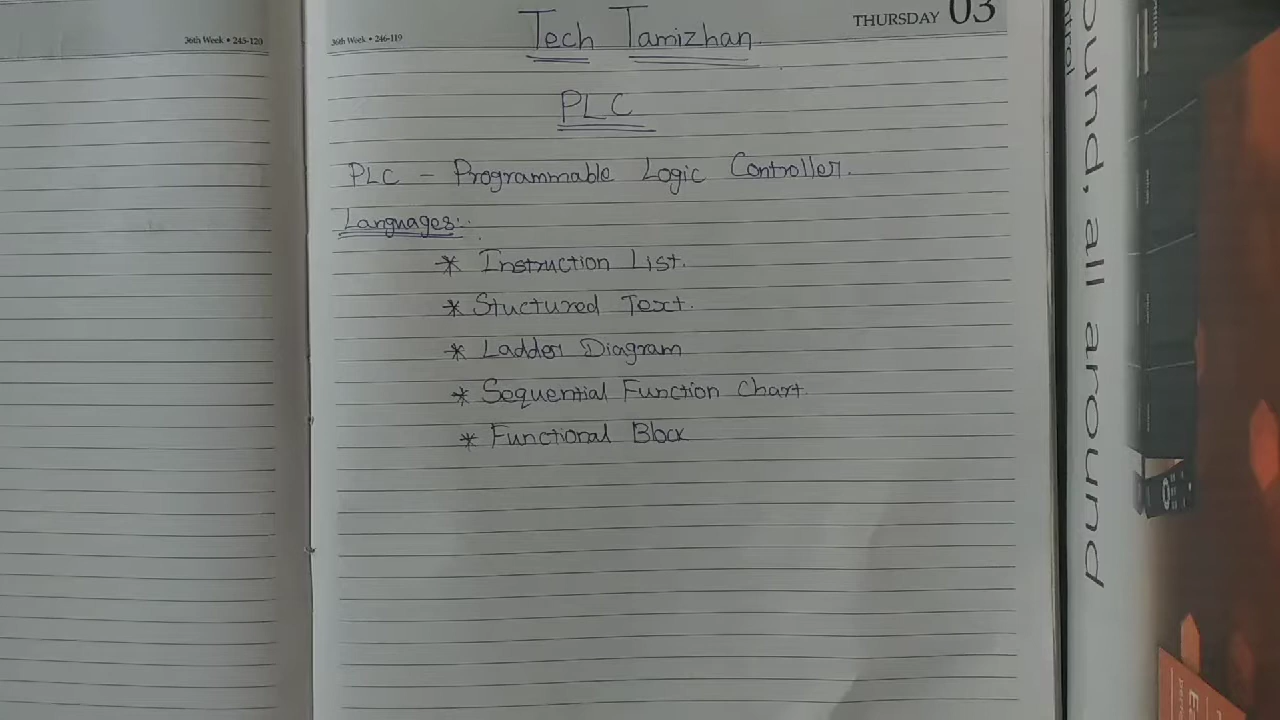 36th Week • 245-120
36th Week • 246-119
THURSDAY 03
Tech Tamizhan
PLC
PLC - Programmable Logic Controller.
Languages:-
* Instruction List.
* Stuctured Text.
* Ladder Diagram
* Sequential Function Chart.
* Functional Block
ound, all around